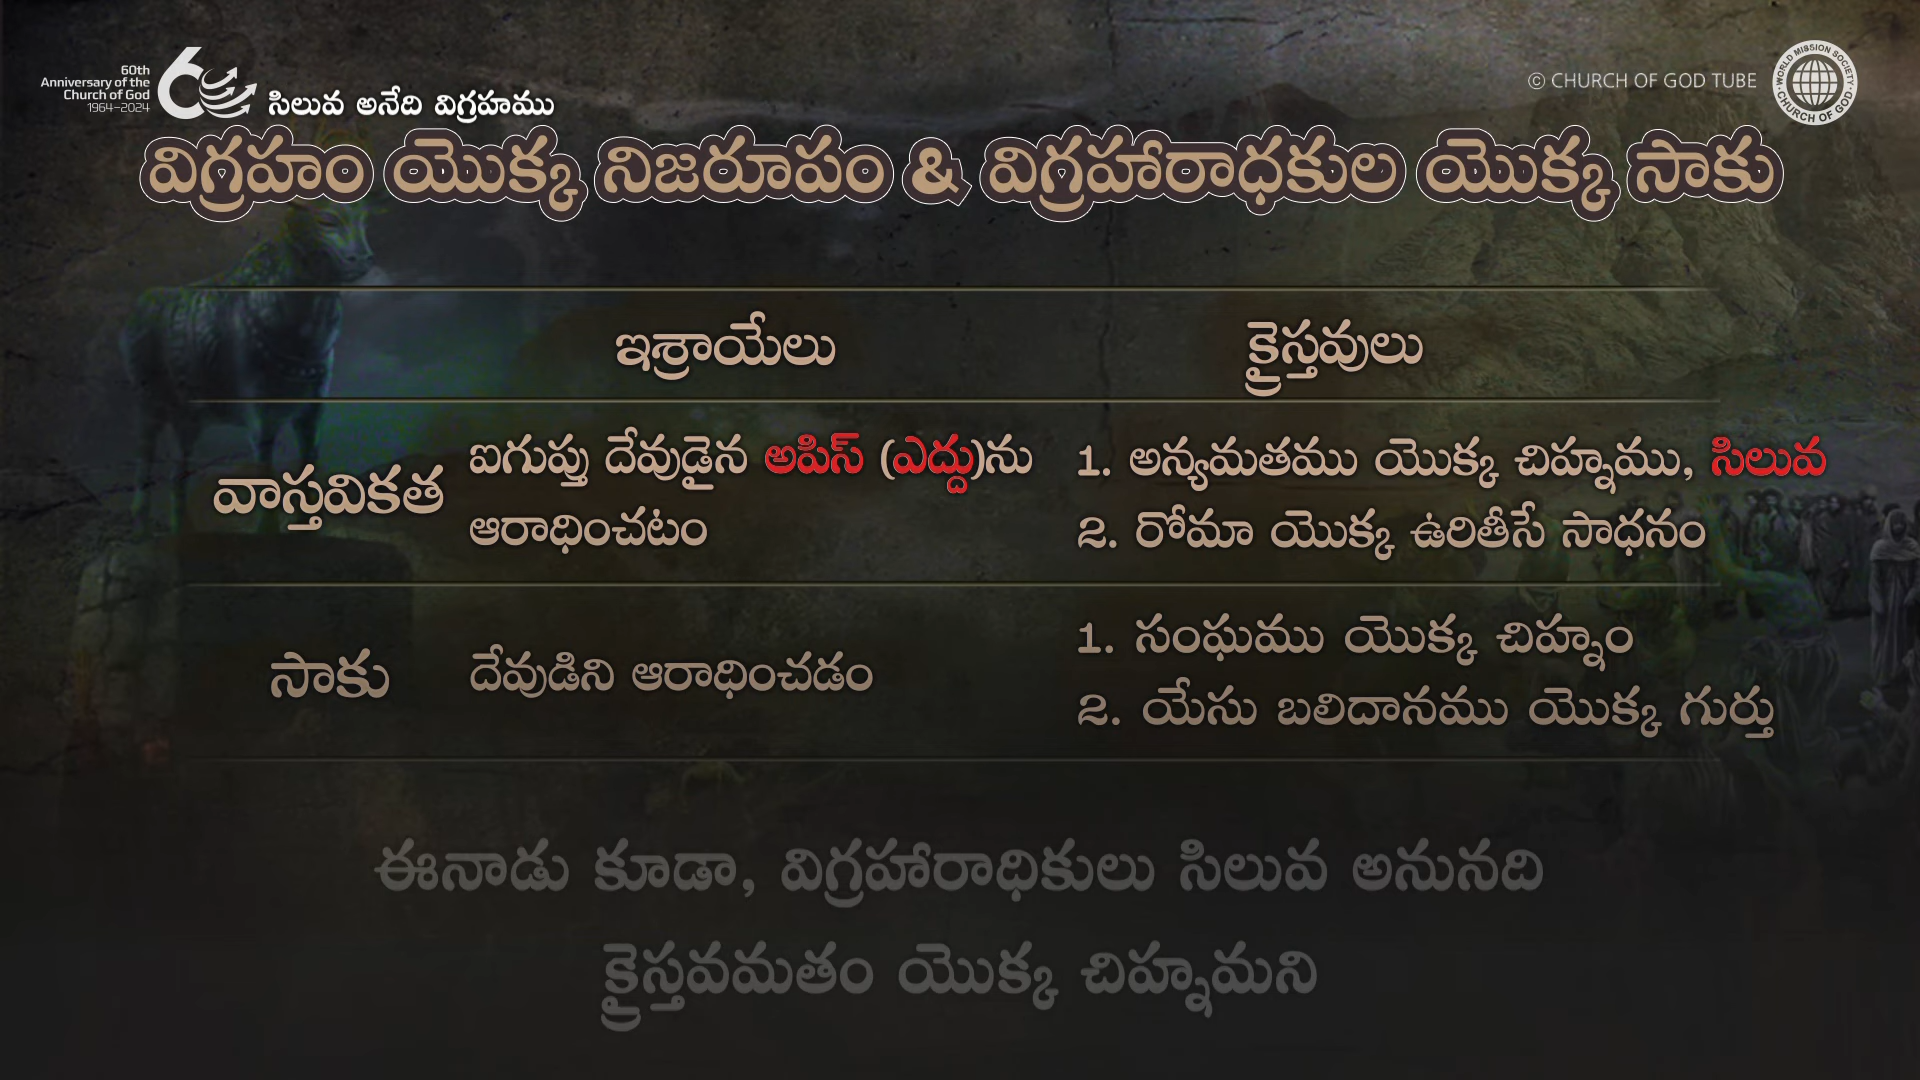 60th
Anniversary of the
Church of God
1964–2024
సిలువ అనేది విగ్రహము
© CHURCH OF GOD TUBE
WORLD MISSION SOCIETY CHURCH OF GOD
విగ్రహం యొక్క నిజరూపం & విగ్రహారాధకుల యొక్క సాకు
ఇశ్రాయేలు క్రైస్తవులు
వాస్తవికత
ఐగుప్తు దేవుడైన అపిస్ (ఎద్దు)ను
ఆరాధించటం
1. అన్యమతము యొక్క చిహ్నము, సిలువ
2. రోమా యొక్క ఉరితీసే సాధనం
సాకు
దేవుడిని ఆరాధించడం
1. సంఘము యొక్క చిహ్నం
2. యేసు బలిదానము యొక్క గుర్తు
ఈనాడు కూడా, విగ్రహారాధికులు సిలువ అనునది
క్రైస్తవమతం యొక్క చిహ్నమని